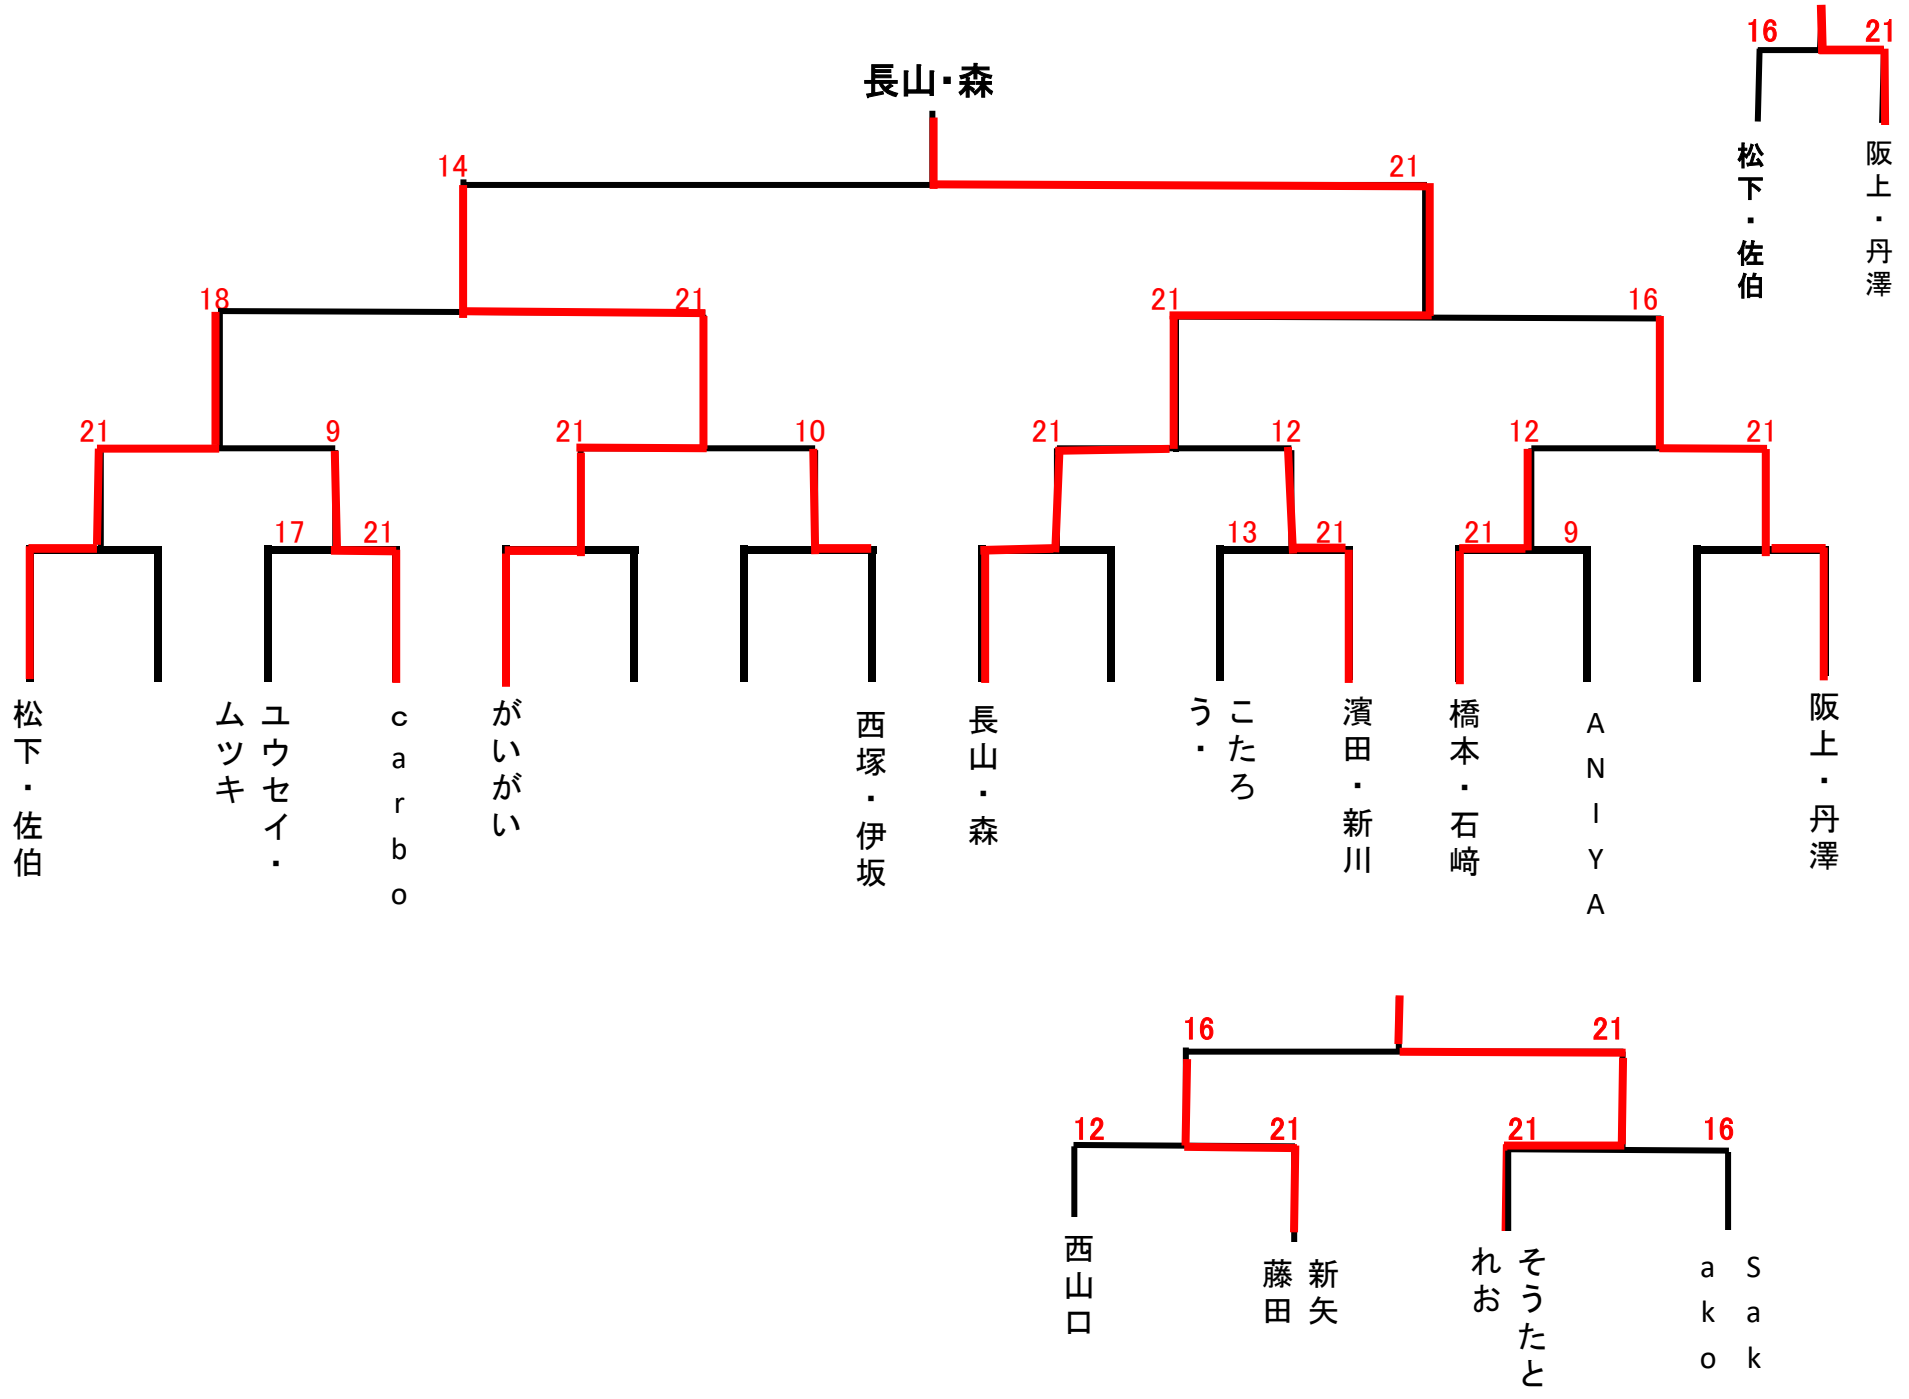 16
21
長山・森
松下・佐伯
阪上・丹澤
14
21
18
21
21
16
21
9
21
10
21
12
12
21
17
21
13
21
21
9
松下・佐伯
ユウセイ・
ムツキ
carbo
がいがい
西塚・伊坂
長山・森
こたろ
う・
濱田・新川
橋本・石﨑
ANIYA
阪上・丹澤
16
21
12
21
21
16
西山口
新矢
藤田
そうたと
れお
Sak
ako